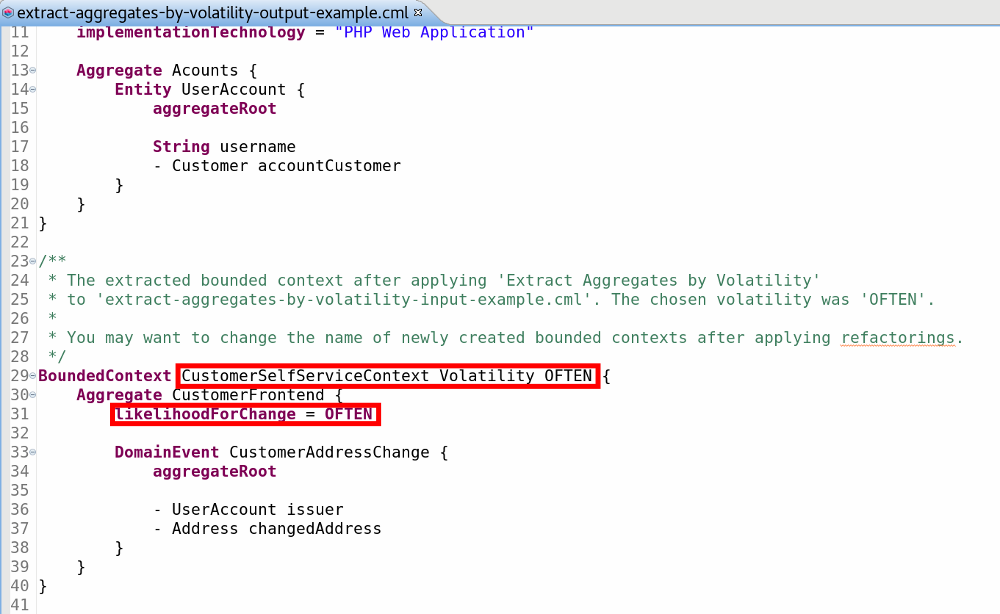 extract-aggregates-by-volatility-output-example.cml
11 implementationTechnology = "PHP Web Application"
12
13 Aggregate Acounts {
14 Entity UserAccount {
15 aggregateRoot
16
17 String username
18 - Customer accountCustomer
19 }
20 }
21 }
22
23 /**
24 * The extracted bounded context after applying 'Extract Aggregates by Volatility'
25 * to 'extract-aggregates-by-volatility-input-example.cml'. The chosen volatility was 'OFTEN'.
26 *
27 * You may want to change the name of newly created bounded contexts after applying refactorings.
28 */
29 BoundedContext CustomerSelfServiceContext_Volatility_OFTEN {
30 Aggregate CustomerFrontend {
31 likelihoodForChange = OFTEN
32
33 DomainEvent CustomerAddressChange {
34 aggregateRoot
35
36 - UserAccount issuer
37 - Address changedAddress
38 }
39 }
40 }
41